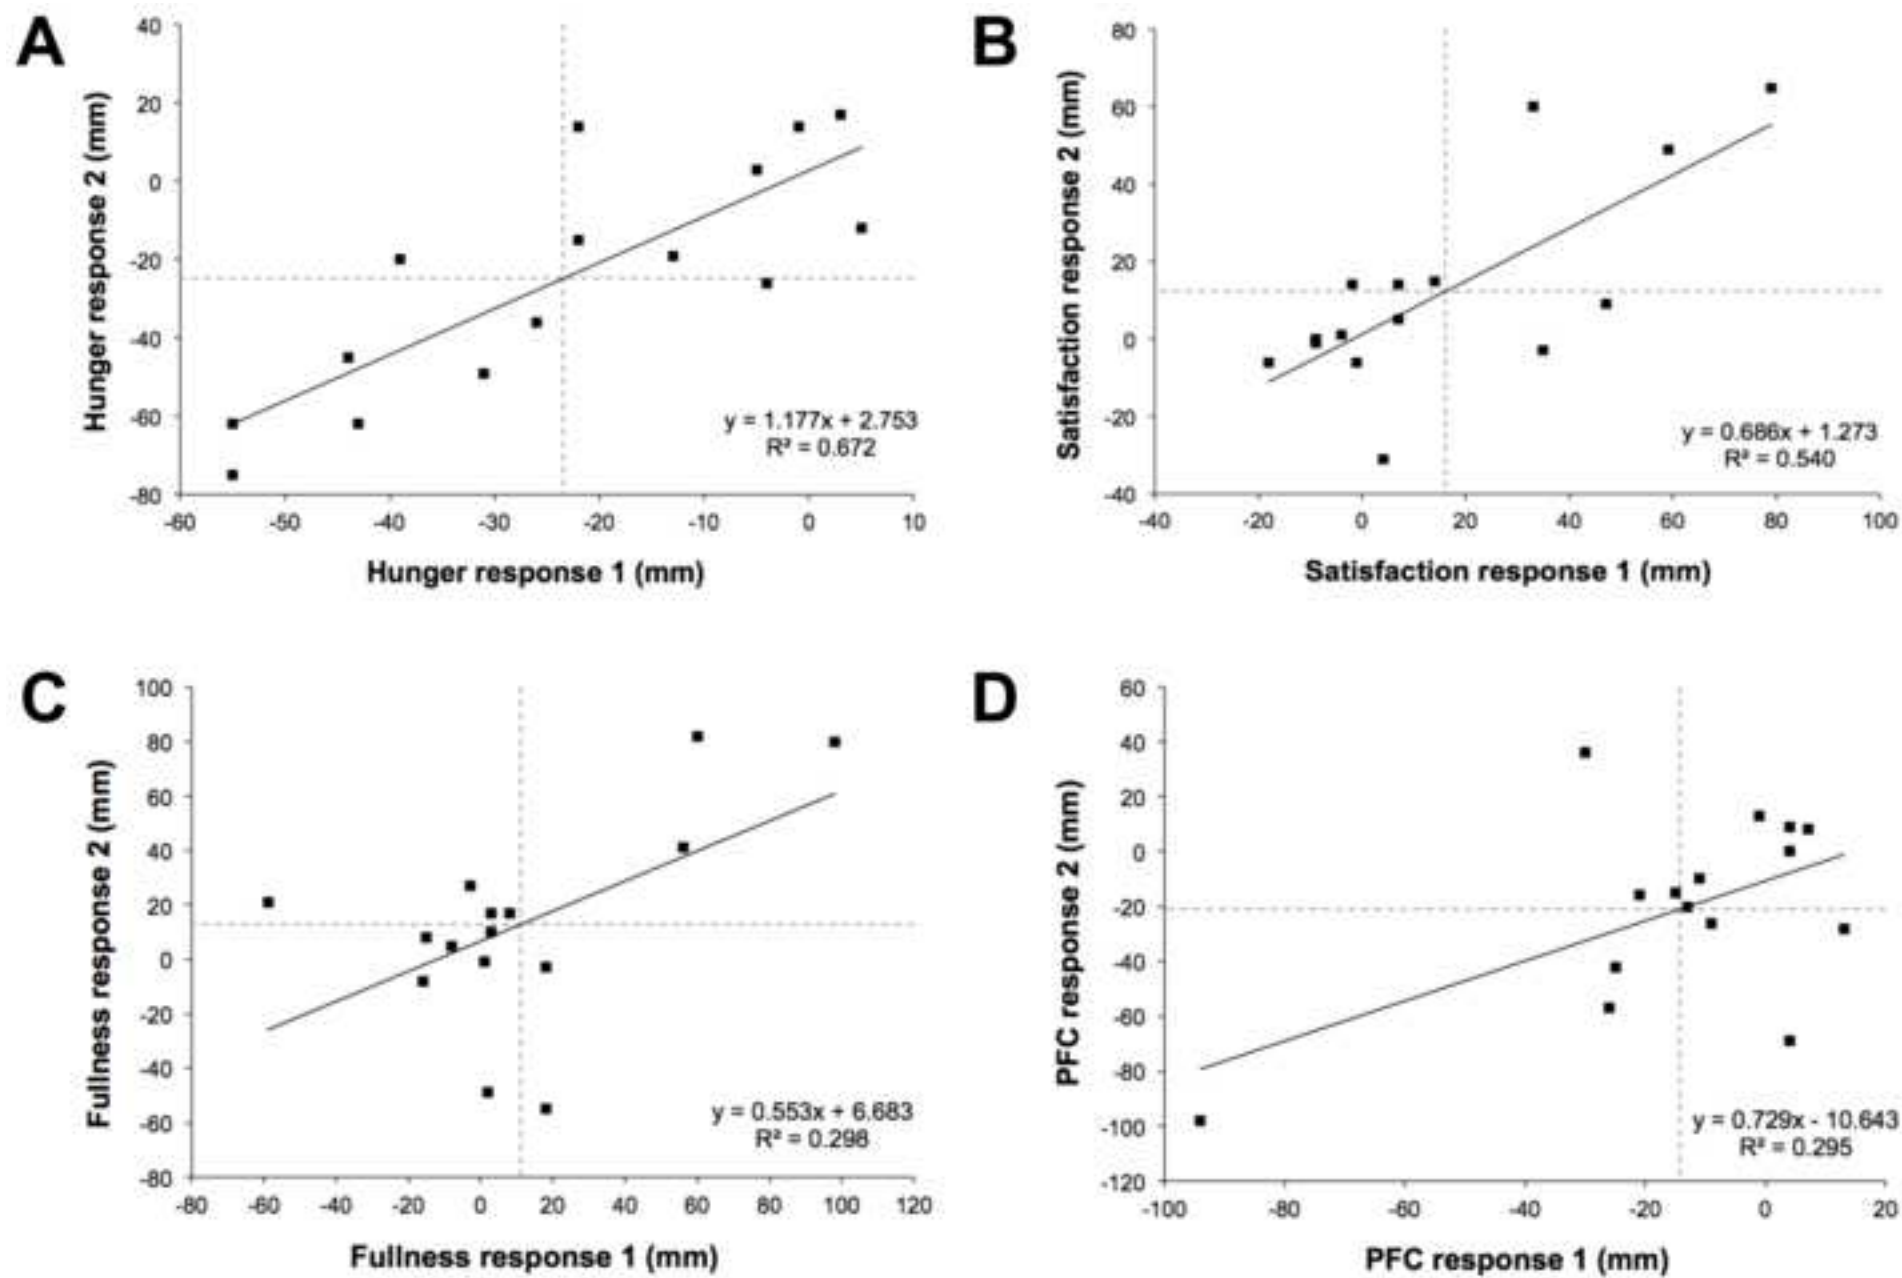 A
Hunger response 2 (mm)
40
20
0
-20
-40
-60
-80
y = 1.177x + 2.753
R² = 0.672
-60 -50 -40 -30 -20 -10 0 10
Hunger response 1 (mm)
B
Satisfaction response 2 (mm)
80
60
40
20
0
-20
-40
y = 0.686x + 1.273
R² = 0.540
-40 -20 0 20 40 60 80 100
Satisfaction response 1 (mm)
C
Fullness response 2 (mm)
100
80
60
40
20
0
-20
-40
-60
-80
y = 0.553x + 6.683
R² = 0.298
-80 -60 -40 -20 0 20 40 60 80 100 120
Fullness response 1 (mm)
D
PFC response 2 (mm)
60
40
20
0
-20
-40
-60
-80
-100
-120
y = 0.729x - 10.643
R² = 0.295
-100 -80 -60 -40 -20 0 20
PFC response 1 (mm)